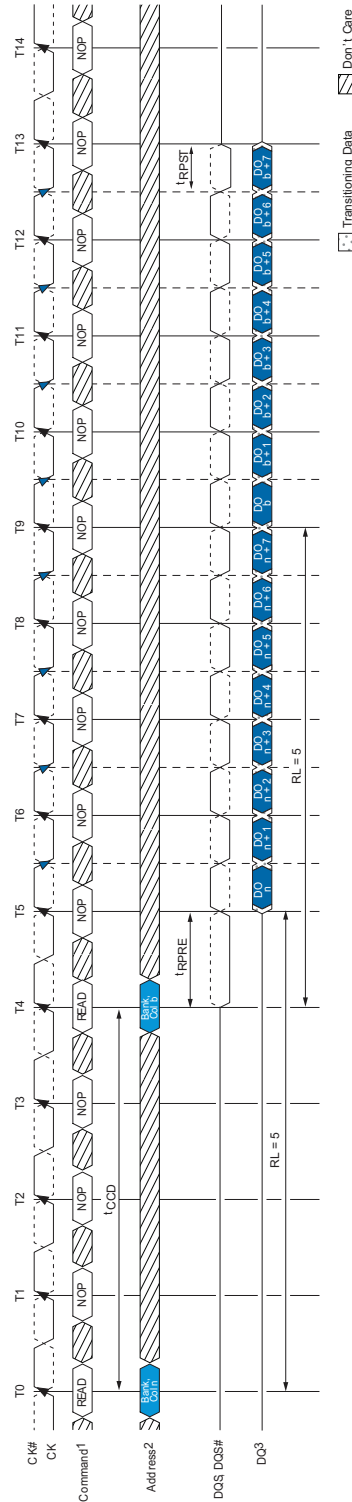 T0 T1 T2 T3 T4 T5 T6 T7 T8 T9 T10 T11 T12 T13 T14
CK#
CK
Command1 READ NOP NOP NOP READ NOP NOP NOP NOP NOP NOP NOP NOP NOP NOP
tCCD
Address2 Bank, Col n Bank, Col b
tRPRE tRPST
DQS, DQS#
DQ3 DO n DO n + 1 DO n + 2 DO n + 3 DO n + 4 DO n + 5 DO n + 6 DO n + 7 DO b DO b + 1 DO b + 2 DO b + 3 DO b + 4 DO b + 5 DO b + 6 DO b + 7
RL = 5
RL = 5
Transitioning Data Don't Care